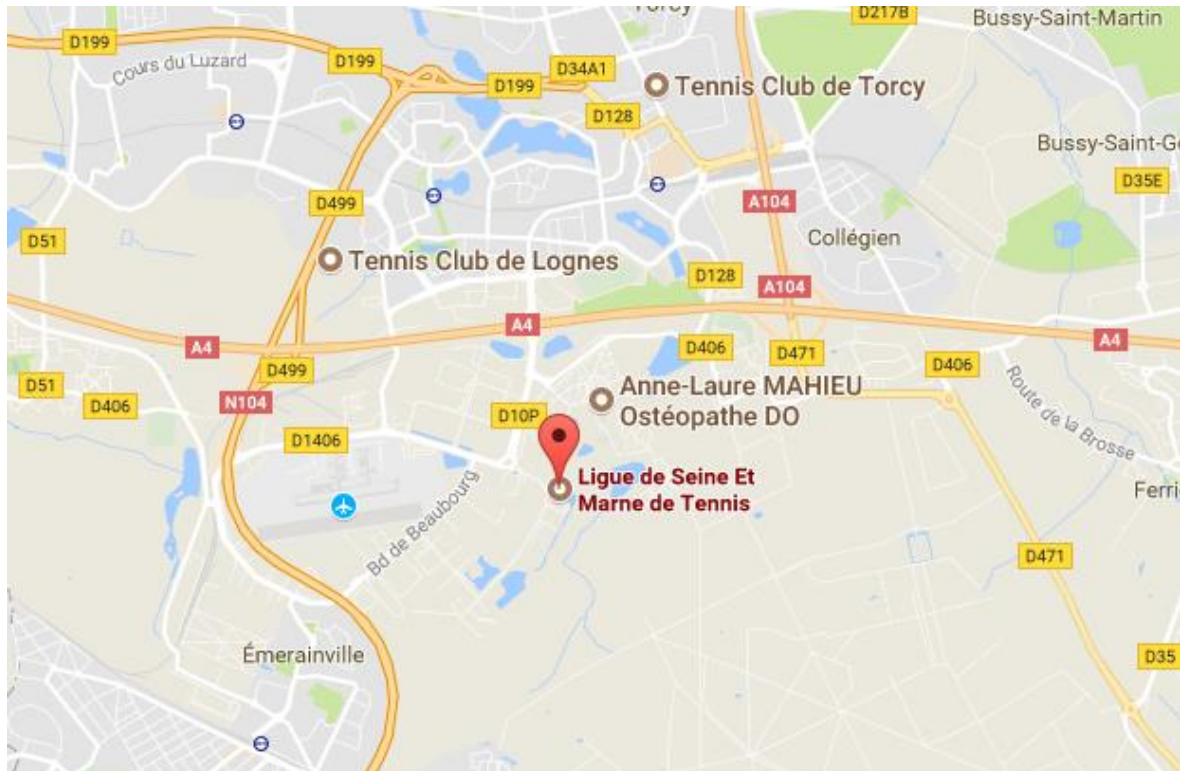 Torcy
D217B
Bussy-Saint-Martin
D199
Cours du Luzard
D199
D34A1
D199
Tennis Club de Torcy
D128
Bussy-Saint-G
D35E
D499
A104
D51
Collégien
Tennis Club de Lognes
D128
A104
A4
A4
A4
D406
D471
D499
D406
D51
D406
N104
Anne-Laure MAHIEU
Ostéopathe DO
Route de la Brosse
D10P
D1406
Ligue de Seine Et
Marne de Tennis
Bd de Beaubourg
Ferri
D471
Émerainville
D35